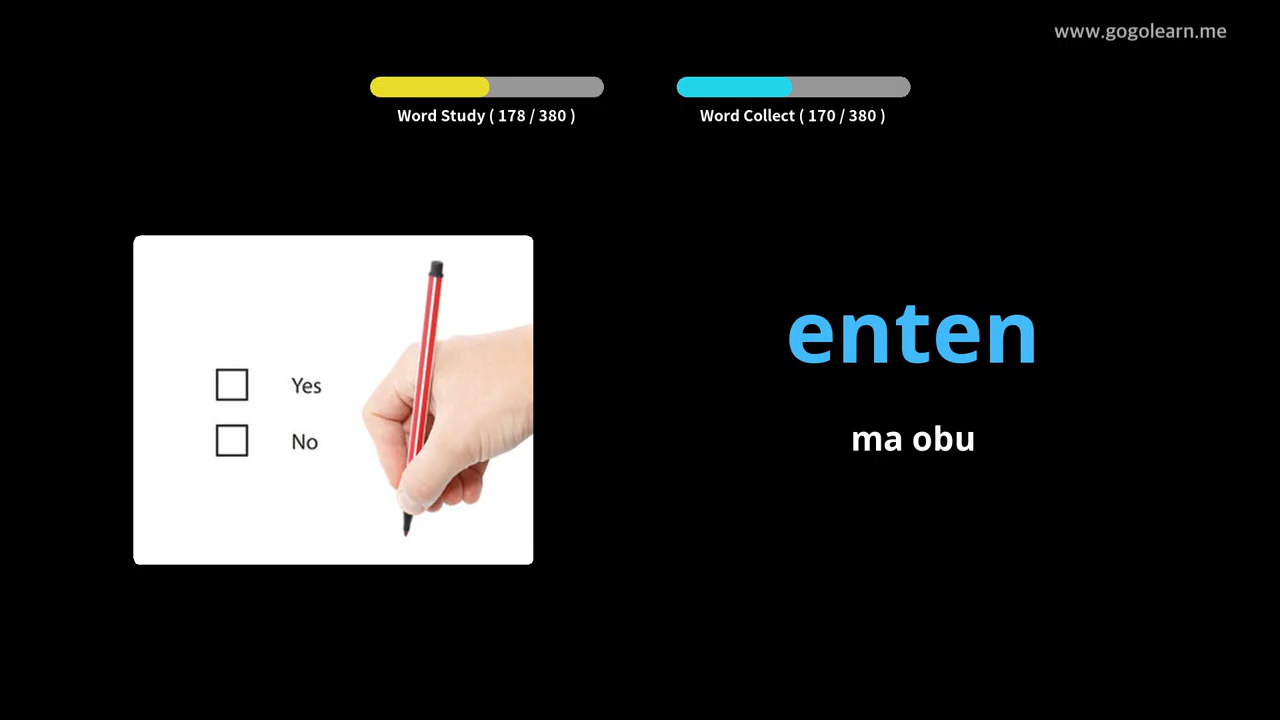 www.gogolearn.me
Word Study ( 178 / 380 )
Word Collect ( 170 / 380 )
Yes
No
enten
ma obu